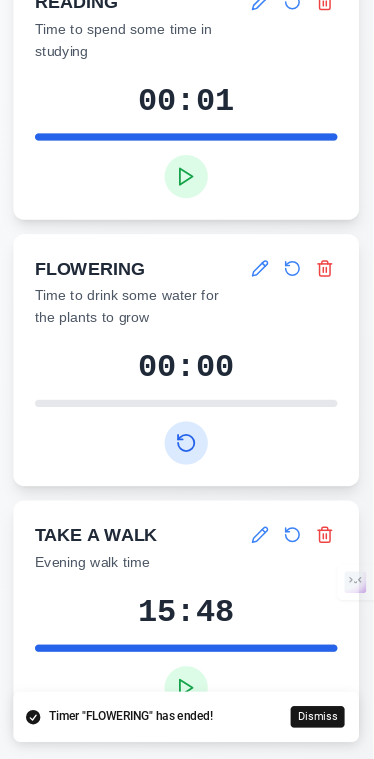 READING
Time to spend some time in
studying
00:01
FLOWERING
Time to drink some water for
the plants to grow
00:00
TAKE A WALK
Evening walk time
15:48
Timer "FLOWERING" has ended!
Dismiss